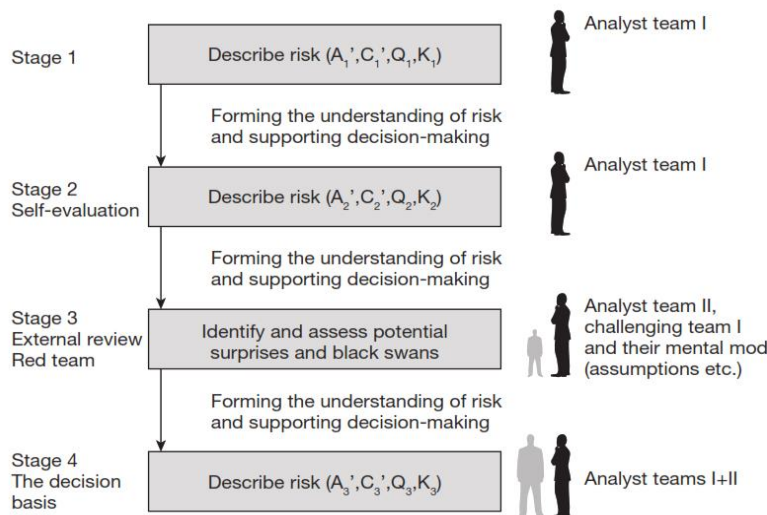 Stage 1
Describe risk (A₁’,C₁’,Q₁,K₁)
Analyst team I
Forming the understanding of risk
and supporting decision-making
Stage 2
Self-evaluation
Describe risk (A₂’,C₂’,Q₂,K₂)
Analyst team I
Forming the understanding of risk
and supporting decision-making
Stage 3
External review
Red team
Identify and assess potential
surprises and black swans
Analyst team II,
challenging team I
and their mental mod
(assumptions etc.)
Forming the understanding of risk
and supporting decision-making
Stage 4
The decision
basis
Describe risk (A₃’,C₃’,Q₃,K₃)
Analyst teams I+II